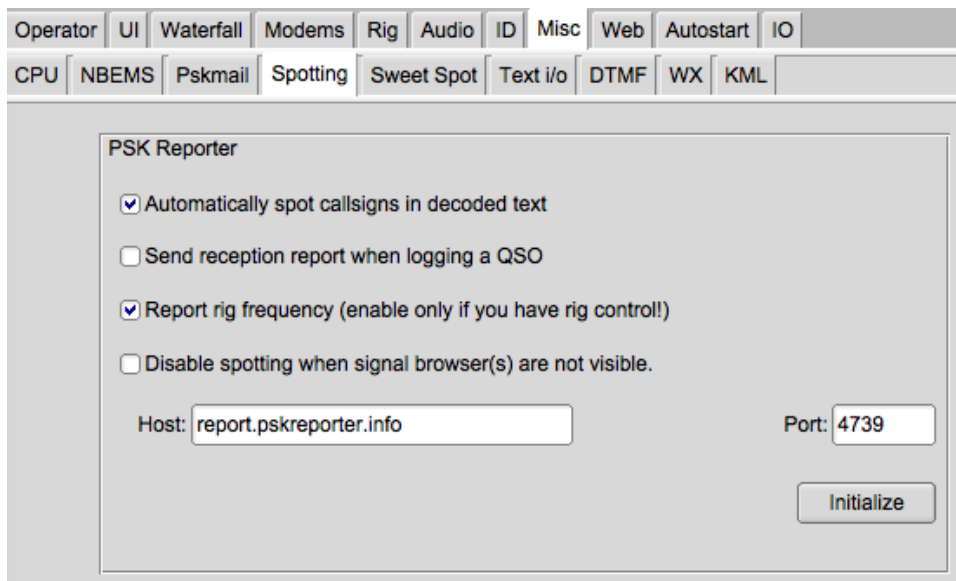 Operator UI Waterfall Modems Rig Audio ID Misc Web Autostart IO
CPU NBEMS Pskmail Spotting Sweet Spot Text i/o DTMF WX KML
PSK Reporter
Automatically spot callsigns in decoded text
Send reception report when logging a QSO
Report rig frequency (enable only if you have rig control!)
Disable spotting when signal browser(s) are not visible.
Host: report.pskreporter.info Port: 4739
Initialize